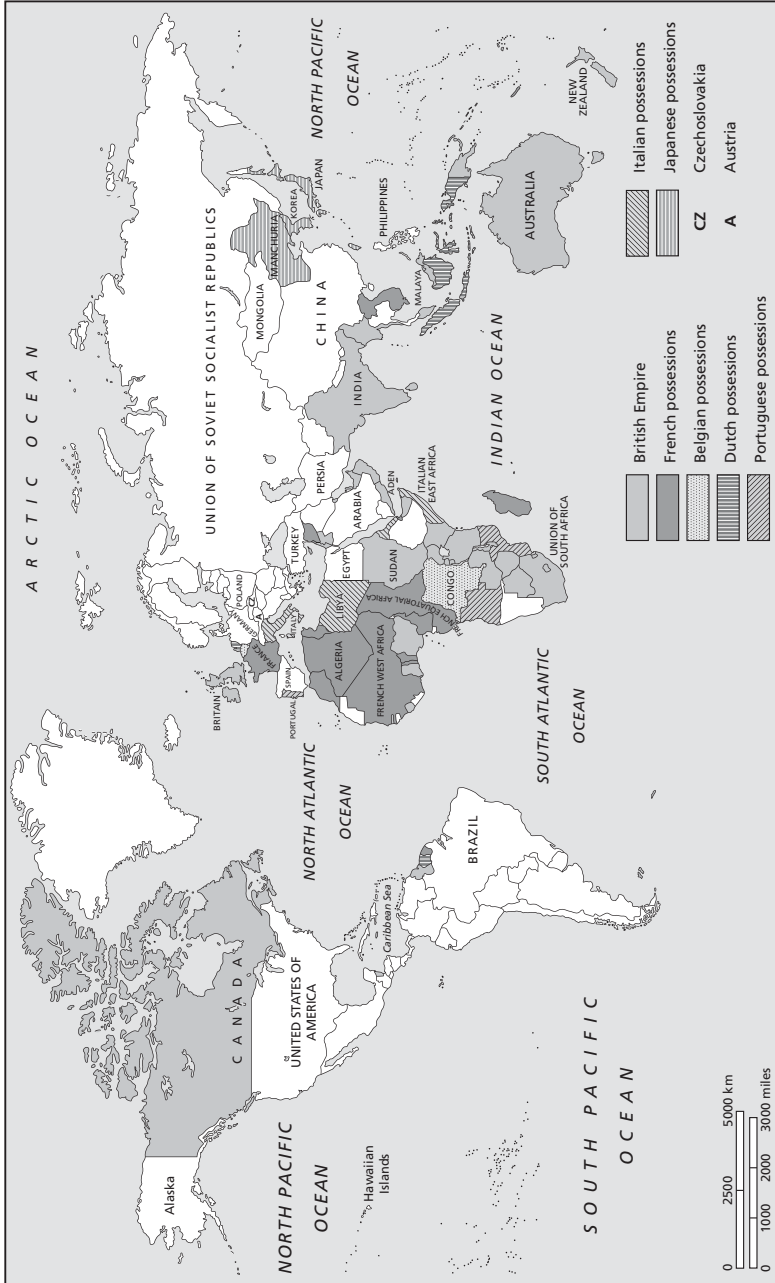 ARCTIC OCEAN
Alaska
CANADA
UNITED STATES OF
AMERICA
NORTH PACIFIC
OCEAN
Hawaiian
Islands
SOUTH PACIFIC
OCEAN
Caribbean Sea
BRAZIL
NORTH ATLANTIC
OCEAN
SOUTH ATLANTIC
OCEAN
BRITAIN
PORTUGAL
SPAIN
FRANCE
GERMANY
POLAND
CZ
A
ITALY
UNION OF SOVIET SOCIALIST REPUBLICS
TURKEY
PERSIA
ARABIA
ADEN
EGYPT
LIBYA
ALGERIA
FRENCH WEST AFRICA
FRENCH EQUATORIAL AFRICA
SUDAN
CONGO
ITALIAN
EAST AFRICA
UNION OF
SOUTH AFRICA
INDIAN OCEAN
INDIA
CHINA
MONGOLIA
MANCHURIA
KOREA
JAPAN
NORTH PACIFIC
OCEAN
PHILIPPINES
MALAYA
AUSTRALIA
NEW
ZEALAND
0 2500 5000 km
0 1000 2000 3000 miles
British Empire
French possessions
Belgian possessions
Dutch possessions
Portuguese possessions
Italian possessions
Japanese possessions
CZ Czechoslovakia
A Austria